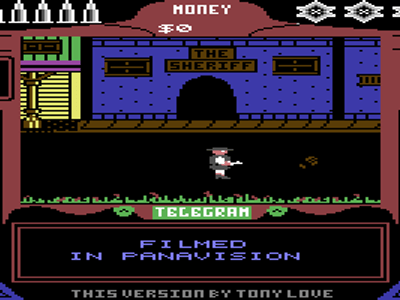 MONEY
$0
THE
SHERIFF
TELEGRAM
FILMED
IN PANAVISION
THIS VERSION BY TONY LOVE